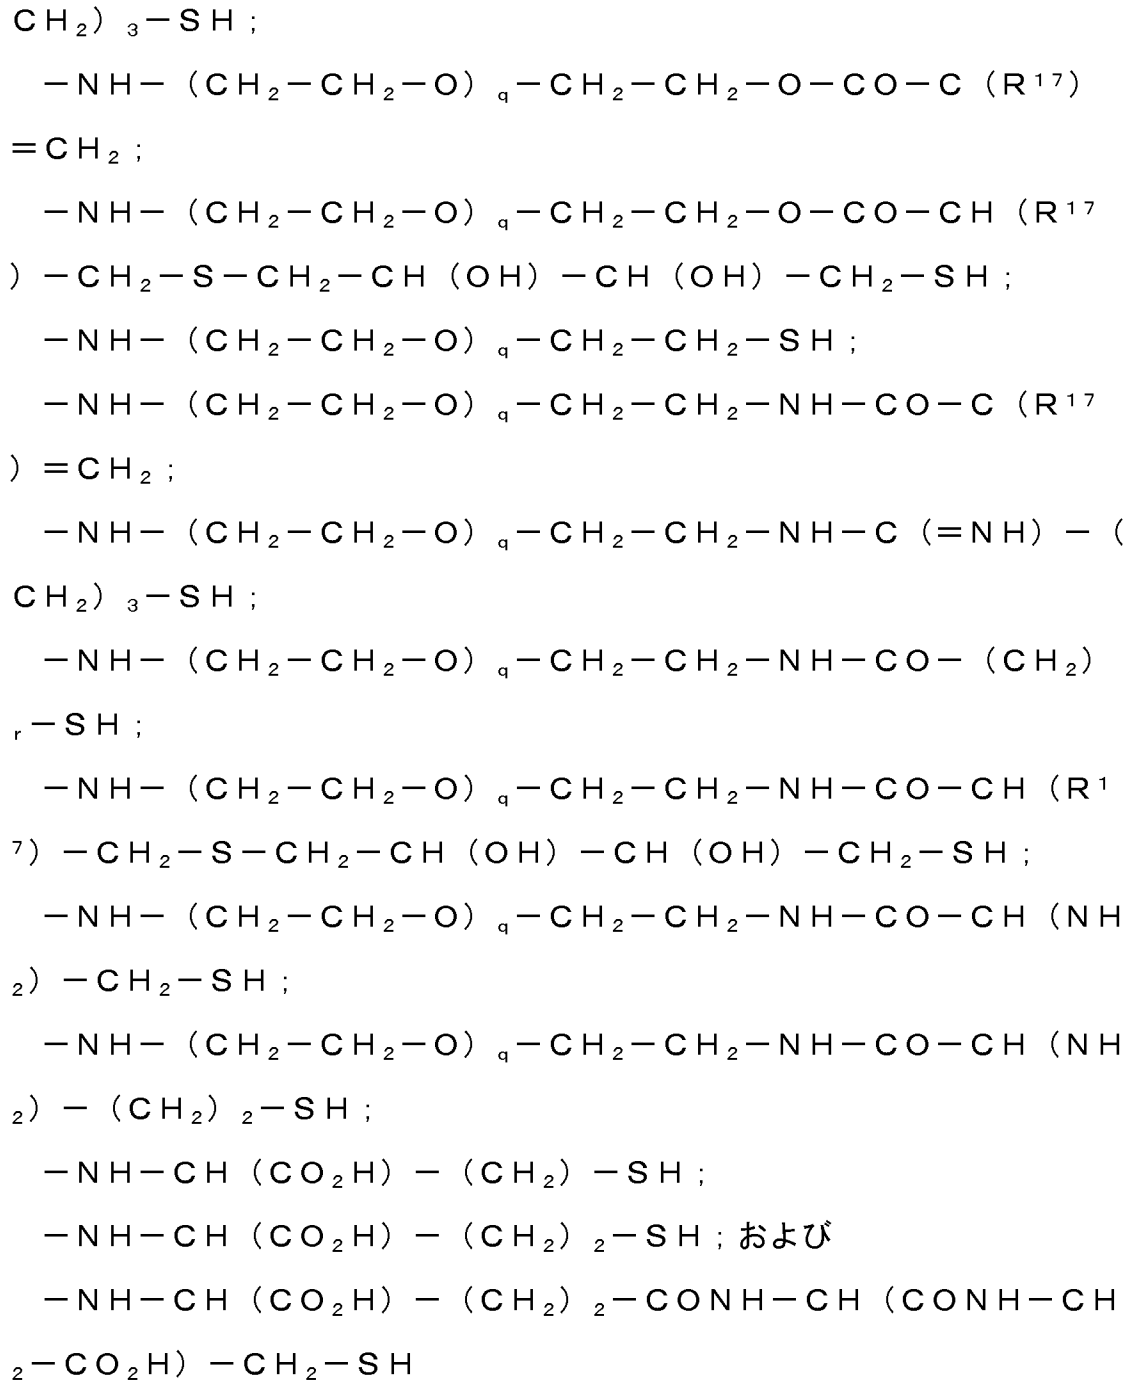 CH₂)₃−SH;
−NH−(CH₂−CH₂−O)q−CH₂−CH₂−O−CO−C(R¹⁷)
=CH₂;
−NH−(CH₂−CH₂−O)q−CH₂−CH₂−O−CO−CH(R¹⁷
)−CH₂−S−CH₂−CH(OH)−CH(OH)−CH₂−SH;
−NH−(CH₂−CH₂−O)q−CH₂−CH₂−SH;
−NH−(CH₂−CH₂−O)q−CH₂−CH₂−NH−CO−C(R¹⁷
)=CH₂;
−NH−(CH₂−CH₂−O)q−CH₂−CH₂−NH−C(=NH)−(
CH₂)₃−SH;
−NH−(CH₂−CH₂−O)q−CH₂−CH₂−NH−CO−(CH₂)
r−SH;
−NH−(CH₂−CH₂−O)q−CH₂−CH₂−NH−CO−CH(R¹
⁷)−CH₂−S−CH₂−CH(OH)−CH(OH)−CH₂−SH;
−NH−(CH₂−CH₂−O)q−CH₂−CH₂−NH−CO−CH(NH
₂)−CH₂−SH;
−NH−(CH₂−CH₂−O)q−CH₂−CH₂−NH−CO−CH(NH
₂)−(CH₂)₂−SH;
−NH−CH(CO₂H)−(CH₂)−SH;
−NH−CH(CO₂H)−(CH₂)₂−SH;および
−NH−CH(CO₂H)−(CH₂)₂−CONH−CH(CONH−CH
₂−CO₂H)−CH₂−SH